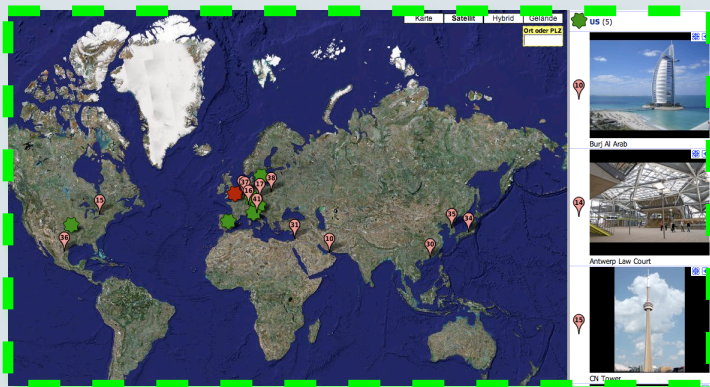 Karte Satellit Hybrid Gelände
Ort oder PLZ
US (5)
10
Burj Al Arab
14
Antwerp Law Court
15
CN Tower
15
36
37
16
17
38
41
31
10
35
34
30